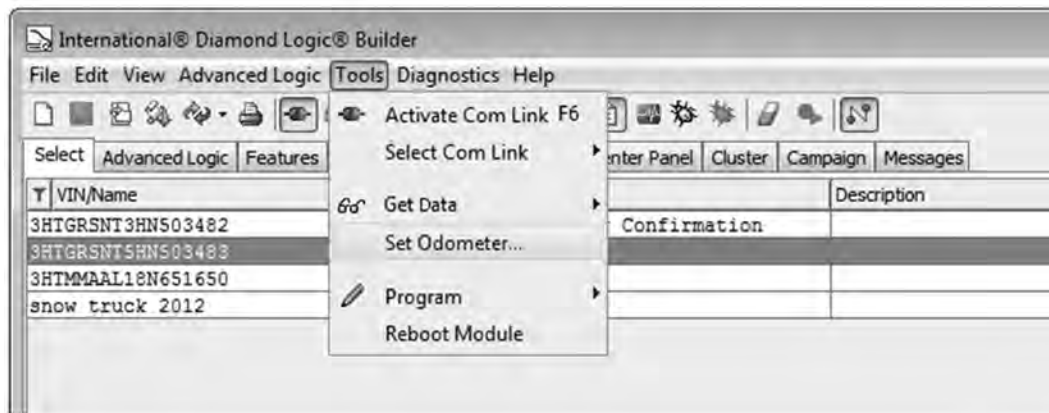 International® Diamond Logic® Builder
File Edit View Advanced Logic Tools Diagnostics Help
Activate Com Link F6
Select Advanced Logic Features Select Com Link Panel Cluster Campaign Messages
VIN/Name Get Data Description
3HTGRSNT3HN503482 Confirmation
3HTGRSNT5HN503483 Set Odometer...
3HTMMAAL18N651650
snow truck 2012 Program
Reboot Module